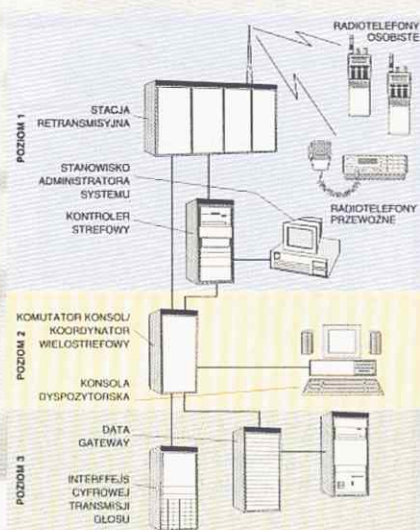 RADIOTELEFONY
OSOBISTE
POZIOM 1
STACJA
RETRANSMISYJNA
STANOWISKO
ADMINISTRATORA
SYSTEMU
KONTROLER
STREFOWY
RADIOTELEFONY
PRZEWOŹNE
POZIOM 2
KOMUTATOR KONSOL/
KOORDYNATOR
WIELOSTREFOWY
KONSOLA
DYSPOZYTORSKA
POZIOM 3
DATA
GATEWAY
INTERFFEJS
CYFROWEJ
TRANSMISJI
GŁOSU